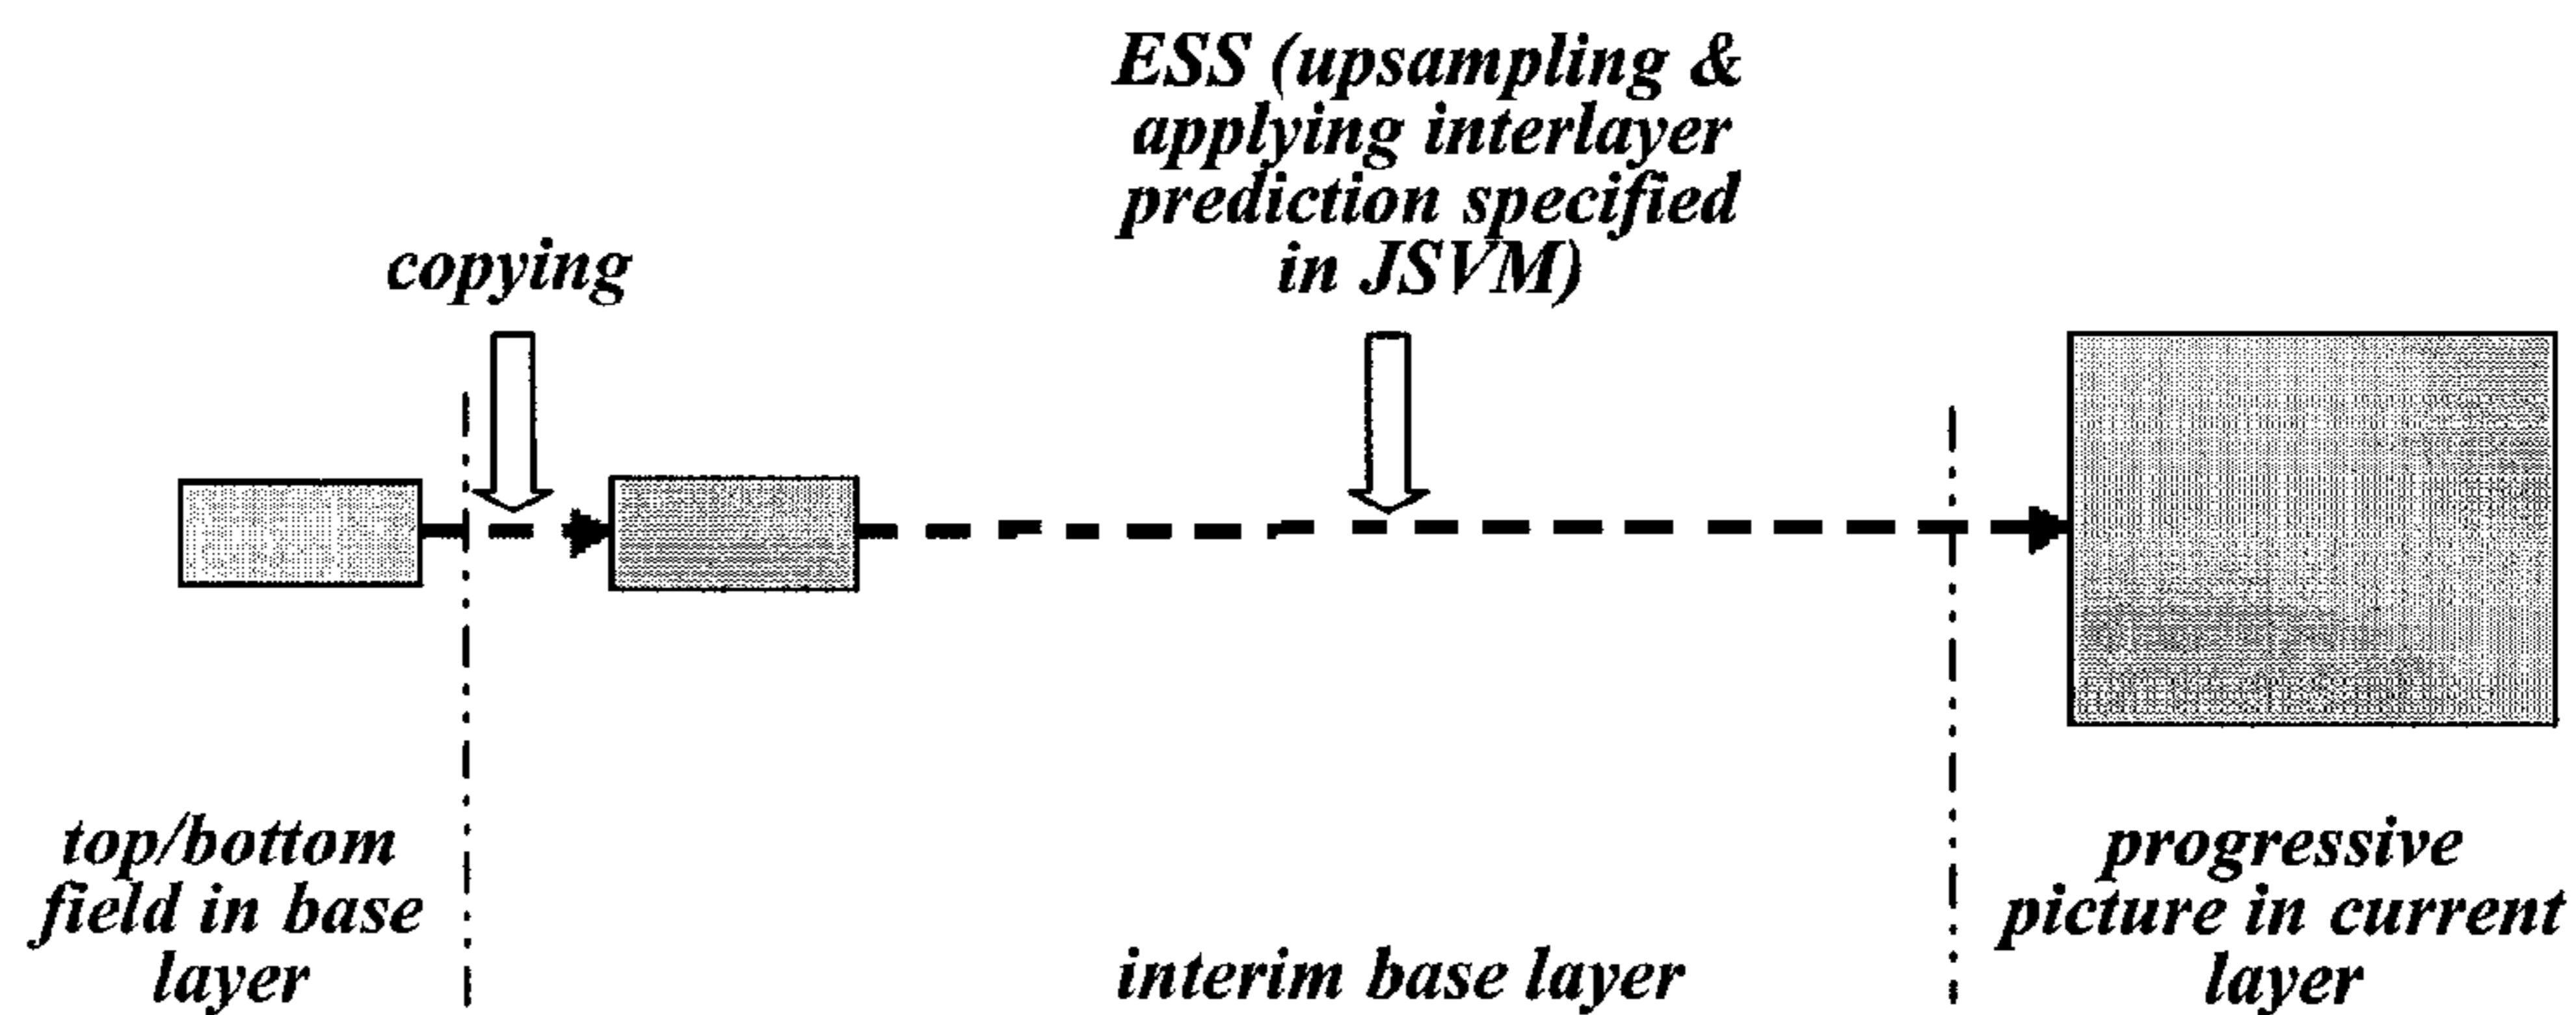 ESS (upsampling &
applying interlayer
prediction specified
in JSVM)
copying
top/bottom
field in base
layer
interim base layer
progressive
picture in current
layer